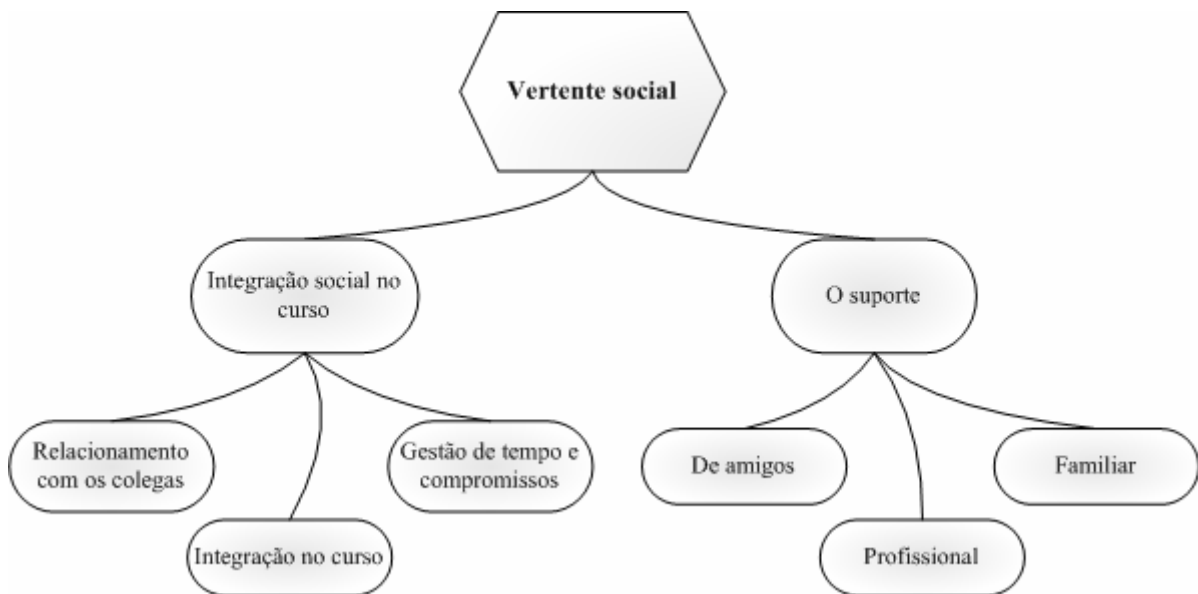 Vertente social
Integração social no
curso
O suporte
Relacionamento
com os colegas
Gestão de tempo e
compromissos
De amigos
Familiar
Integração no curso
Profissional